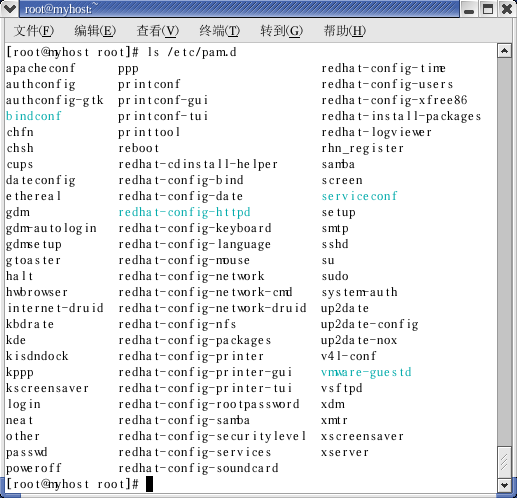 root@myhost:~
文件(F) 编辑(E) 查看(V) 终端(T) 转到(G) 帮助(H)
[root@myhost root]# ls /etc/pam.d
apacheconf ppp redhat-config-time
authconfig printconf redhat-config-users
authconfig-gtk printconf-gui redhat-config-xfree86
bindconf printconf-tui redhat-install-packages
chfn printtool redhat-logviewer
chsh reboot rhn_register
cups redhat-cdinstall-helper samba
dateconfig redhat-config-bind screen
ethereal redhat-config-date serviceconf
gdm redhat-config-httpd setup
gdm-autologin redhat-config-keyboard smtp
gdmsetup redhat-config-language sshd
gtoaster redhat-config-mouse su
halt redhat-config-network sudo
hwbrowser redhat-config-network-cmd system-auth
internet-druid redhat-config-network-druid up2date
kbdrate redhat-config-nfs up2date-config
kde redhat-config-packages up2date-nox
kisdndock redhat-config-printer v4l-conf
kppp redhat-config-printer-gui vmware-guestd
kscreensaver redhat-config-printer-tui vsftpd
login redhat-config-rootpassword xdm
neat redhat-config-samba xmtr
other redhat-config-securitylevel xscreensaver
passwd redhat-config-services xserver
poweroff redhat-config-soundcard
[root@myhost root]#